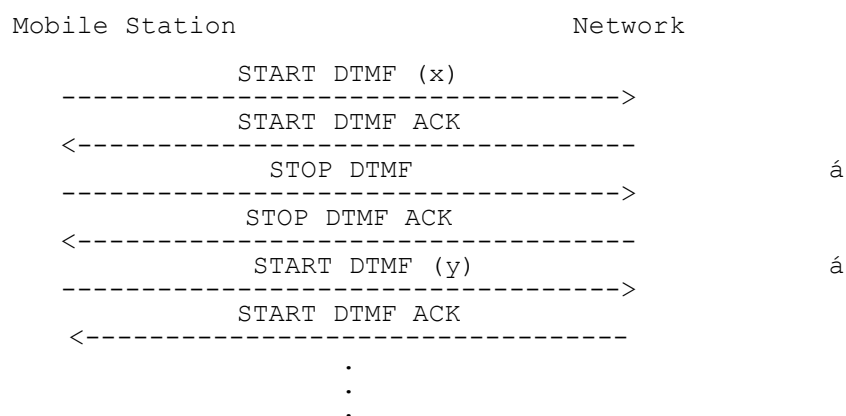 Mobile Station Network
START DTMF (x)
----------------------------------->
START DTMF ACK
<-----------------------------------
STOP DTMF á
----------------------------------->
STOP DTMF ACK
<-----------------------------------
START DTMF (y) á
----------------------------------->
START DTMF ACK
<----------------------------------
.
.
.